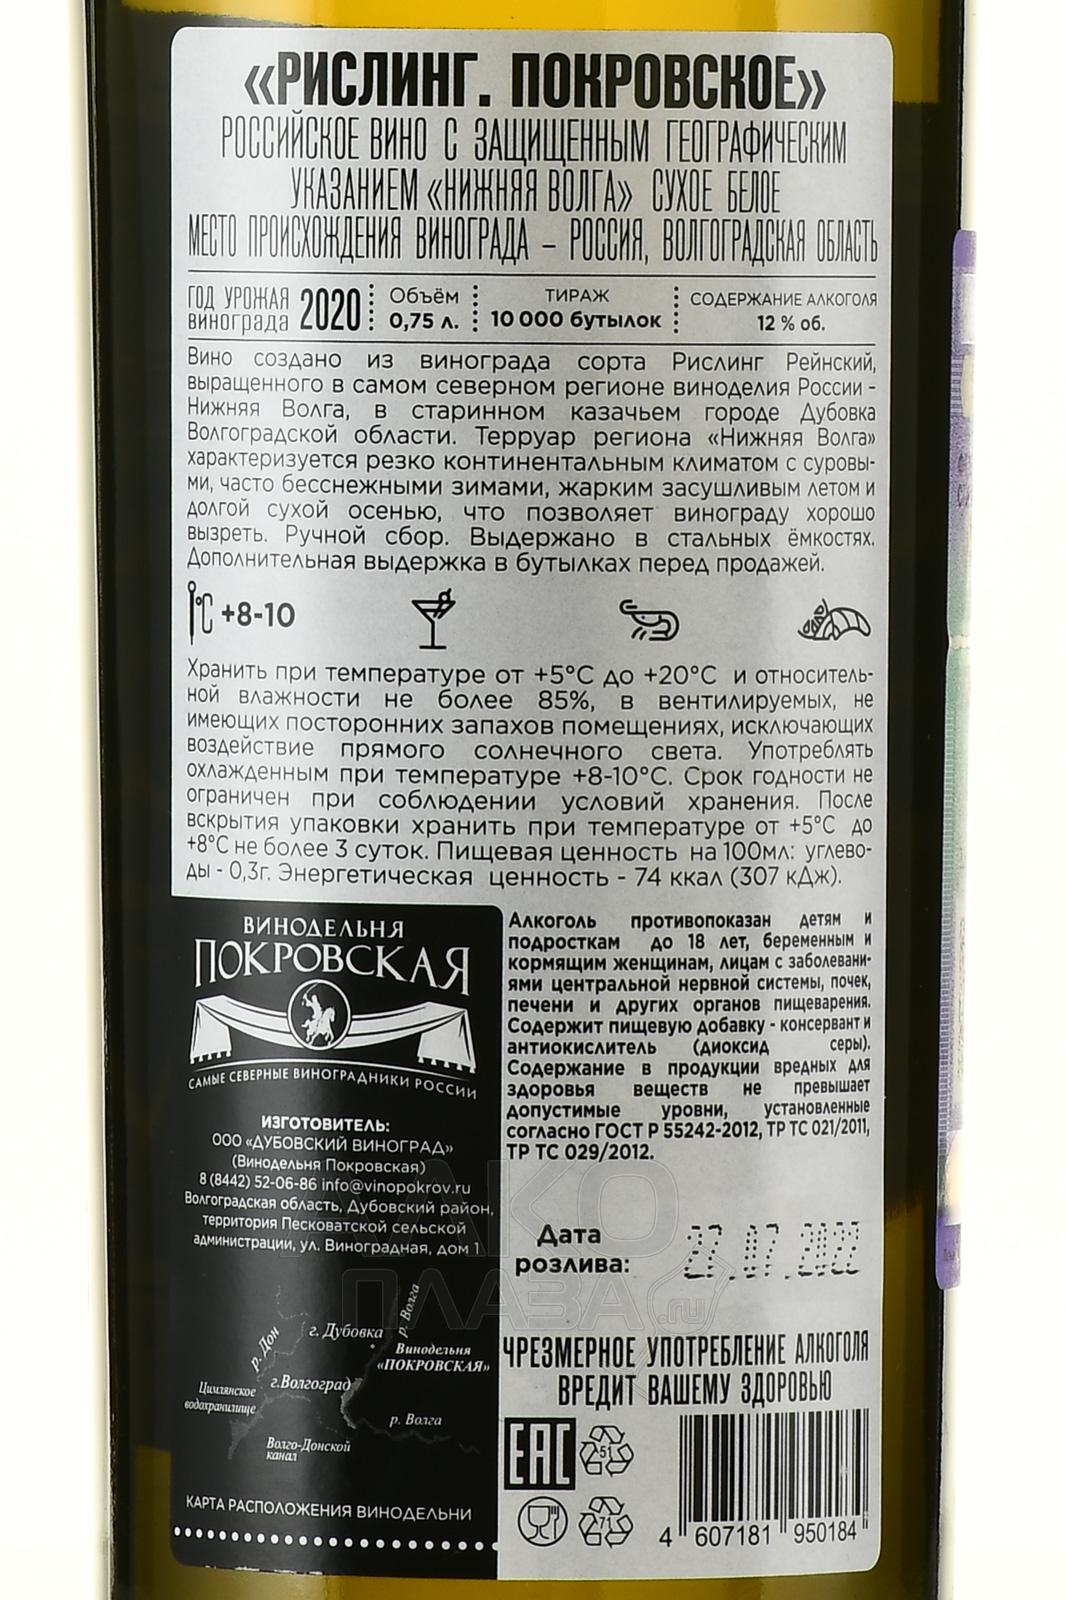 «РИСЛИНГ. ПОКРОВСКОЕ»
РОССИЙСКОЕ ВИНО С ЗАЩИЩЕННЫМ ГЕОГРАФИЧЕСКИМ
УКАЗАНИЕМ «НИЖНЯЯ ВОЛГА» СУХОЕ БЕЛОЕ
МЕСТО ПРОИСХОЖДЕНИЯ ВИНОГРАДА – РОССИЯ, ВОЛГОГРАДСКАЯ ОБЛАСТЬ
ГОД УРОЖАЯ
винограда 2020
Объём
0,75 л.
ТИРАЖ
10 000 бутылок
СОДЕРЖАНИЕ АЛКОГОЛЯ
12 % об.
Вино создано из винограда сорта Рислинг Рейнский,
выращенного в самом северном регионе виноделия России -
Нижняя Волга, в старинном казачьем городе Дубовка
Волгоградской области. Терруар региона «Нижняя Волга»
характеризуется резко континентальным климатом с суровы-
ми, часто бесснежными зимами, жарким засушливым летом и
долгой сухой осенью, что позволяет винограду хорошо
вызреть. Ручной сбор. Выдержано в стальных ёмкостях.
Дополнительная выдержка в бутылках перед продажей.
°C +8-10
Хранить при температуре от +5°C до +20°C и относитель-
ной влажности не более 85%, в вентилируемых, не
имеющих посторонних запахов помещениях, исключающих
воздействие прямого солнечного света. Употреблять
охлажденным при температуре +8-10°C. Срок годности не
ограничен при соблюдении условий хранения. После
вскрытия упаковки хранить при температуре от +5°C до
+8°C не более 3 суток. Пищевая ценность на 100мл: углево-
ды - 0,3г. Энергетическая ценность - 74 ккал (307 кДж).
ВИНОДЕЛЬНЯ
ПОКРОВСКАЯ
САМЫЕ СЕВЕРНЫЕ ВИНОГРАДНИКИ РОССИИ
ИЗГОТОВИТЕЛЬ:
ООО «ДУБОВСКИЙ ВИНОГРАД»
(Винодельня Покровская)
8 (8442) 52-06-86 info@vinopokrov.ru
Волгоградская область, Дубовский район,
территория Песковатской сельской
администрации, ул. Виноградная, дом 1
р. Дон
г. Дубовка
р. Волга
Винодельня
«ПОКРОВСКАЯ»
Цимлянское
водохранилище
г.Волгоград
р. Волга
Волго-Донской
канал
КАРТА РАСПОЛОЖЕНИЯ ВИНОДЕЛЬНИ
Алкоголь противопоказан детям и
подросткам до 18 лет, беременным и
кормящим женщинам, лицам с заболевани-
ями центральной нервной системы, почек,
печени и других органов пищеварения.
Содержит пищевую добавку - консервант и
антиокислитель (диоксид серы).
Содержание в продукции вредных для
здоровья веществ не превышает
допустимые уровни, установленные
согласно ГОСТ Р 55242-2012, ТР ТС 021/2011,
ТР ТС 029/2012.
Дата
розлива: 27.07.2022
ЧРЕЗМЕРНОЕ УПОТРЕБЛЕНИЕ АЛКОГОЛЯ
ВРЕДИТ ВАШЕМУ ЗДОРОВЬЮ
EAC
51
71
4 607181 950184
АЛКО
ПЛАЗА.ru